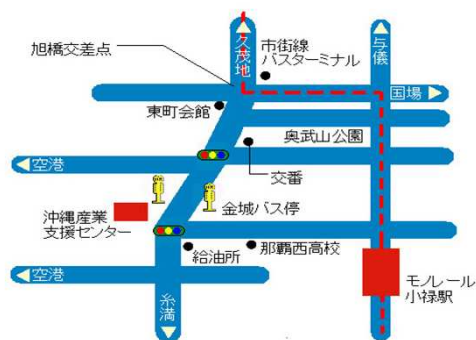 久茂地
与儀
市街線
バスターミナル
旭橋交差点
国場
東町会館
奥武山公園
空港
交番
沖縄産業
支援センター
金城バス停
給油所
那覇西高校
空港
糸満
モノレール
小禄駅